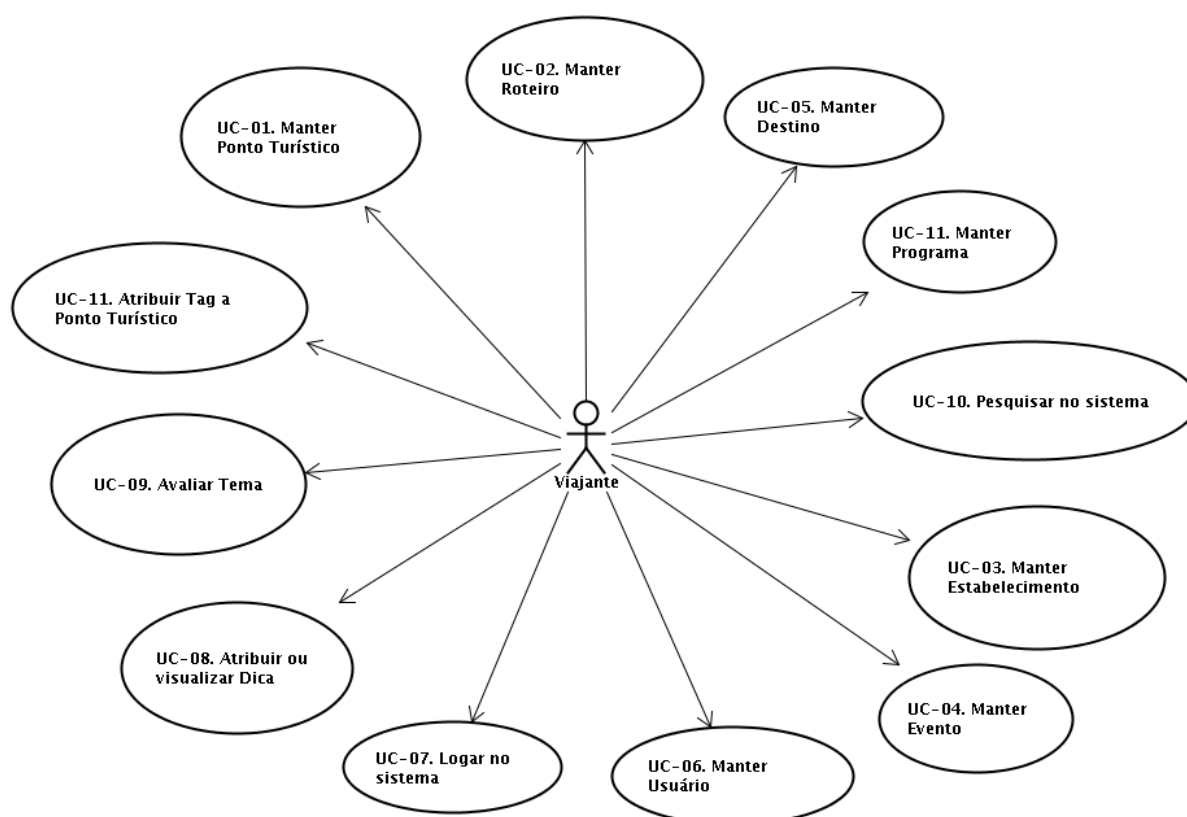 UC-02. Manter
Roteiro
UC-05. Manter
Destino
UC-01. Manter
Ponto Turístico
UC-11. Manter
Programa
UC-11. Atribuir Tag a
Ponto Turístico
UC-10. Pesquisar no sistema
UC-09. Avaliar Tema
Viajante
UC-03. Manter
Estabelecimento
UC-08. Atribuir ou
visualizar Dica
UC-04. Manter
Evento
UC-07. Logar no
sistema
UC-06. Manter
Usuário